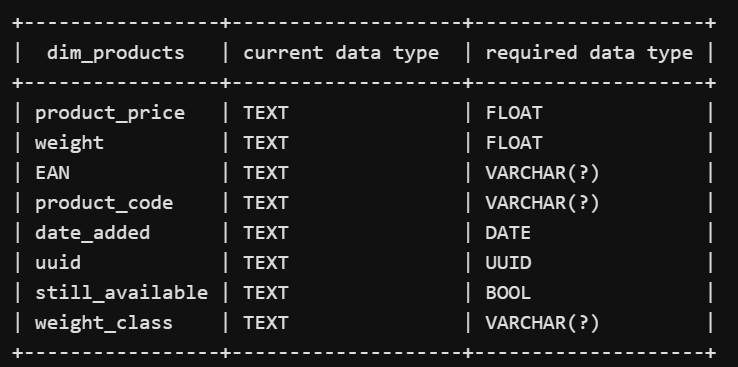 +-----------------+--------------------+--------------------+
|  dim_products   | current data type  | required data type |
+-----------------+--------------------+--------------------+
| product_price   | TEXT               | FLOAT              |
| weight          | TEXT               | FLOAT              |
| EAN             | TEXT               | VARCHAR(?)         |
| product_code    | TEXT               | VARCHAR(?)         |
| date_added      | TEXT               | DATE               |
| uuid            | TEXT               | UUID               |
| still_available | TEXT               | BOOL               |
| weight_class    | TEXT               | VARCHAR(?)         |
+-----------------+--------------------+--------------------+